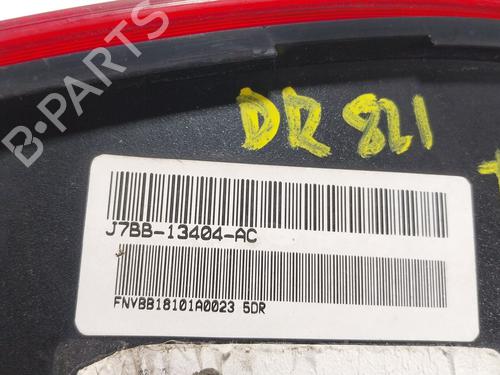 DR 821
B-PARTS
J7BB-13404-AC
FNVBB18101A0023 5DR